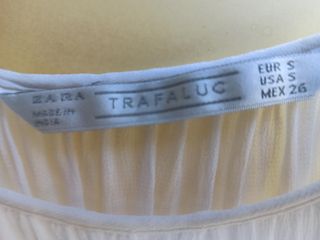 ZARA
MADE IN
INDIA
TRAFALUC
EUR S
USA S
MEX 26